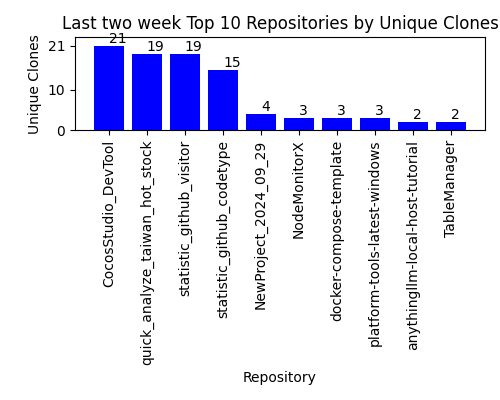 Last two week Top 10 Repositories by Unique Clones
Unique Clones
21
10
0
21
19
19
15
4
3
3
3
2
2
CocosStudio_DevTool
quick_analyze_taiwan_hot_stock
statistic_github_visitor
statistic_github_codetype
NewProject_2024_09_29
NodeMonitorX
docker-compose-template
platform-tools-latest-windows
anythingllm-local-host-tutorial
TableManager
Repository